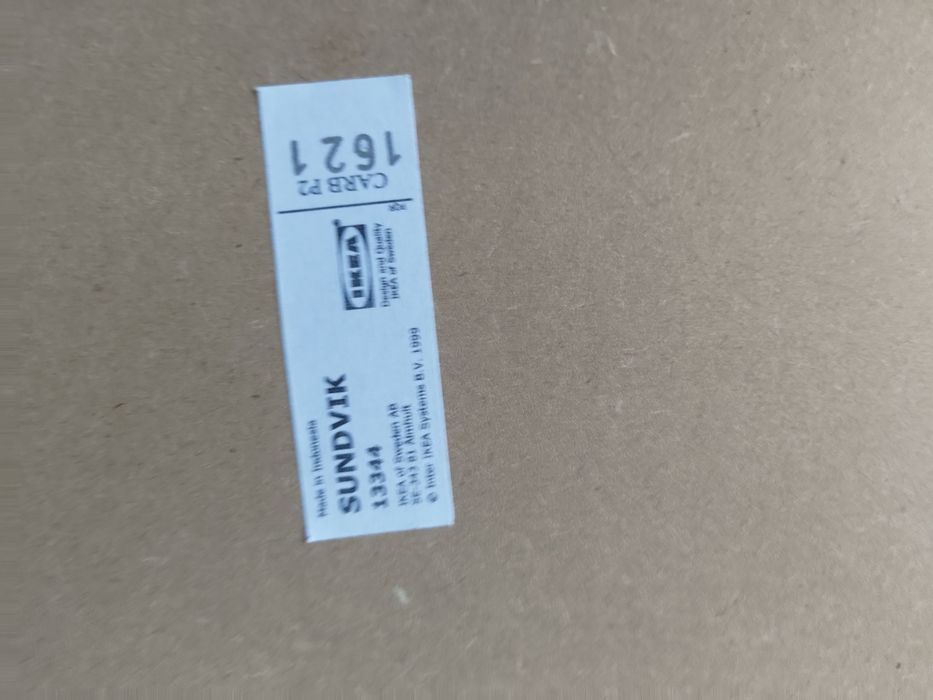 Made in Indonesia
SUNDVIK
13344
IKEA of Sweden AB
SE-343 81 Älmhult
© Inter IKEA Systems B.V. 1999
IKEA®
Design and Quality
IKEA of Sweden
CARB P2
1621